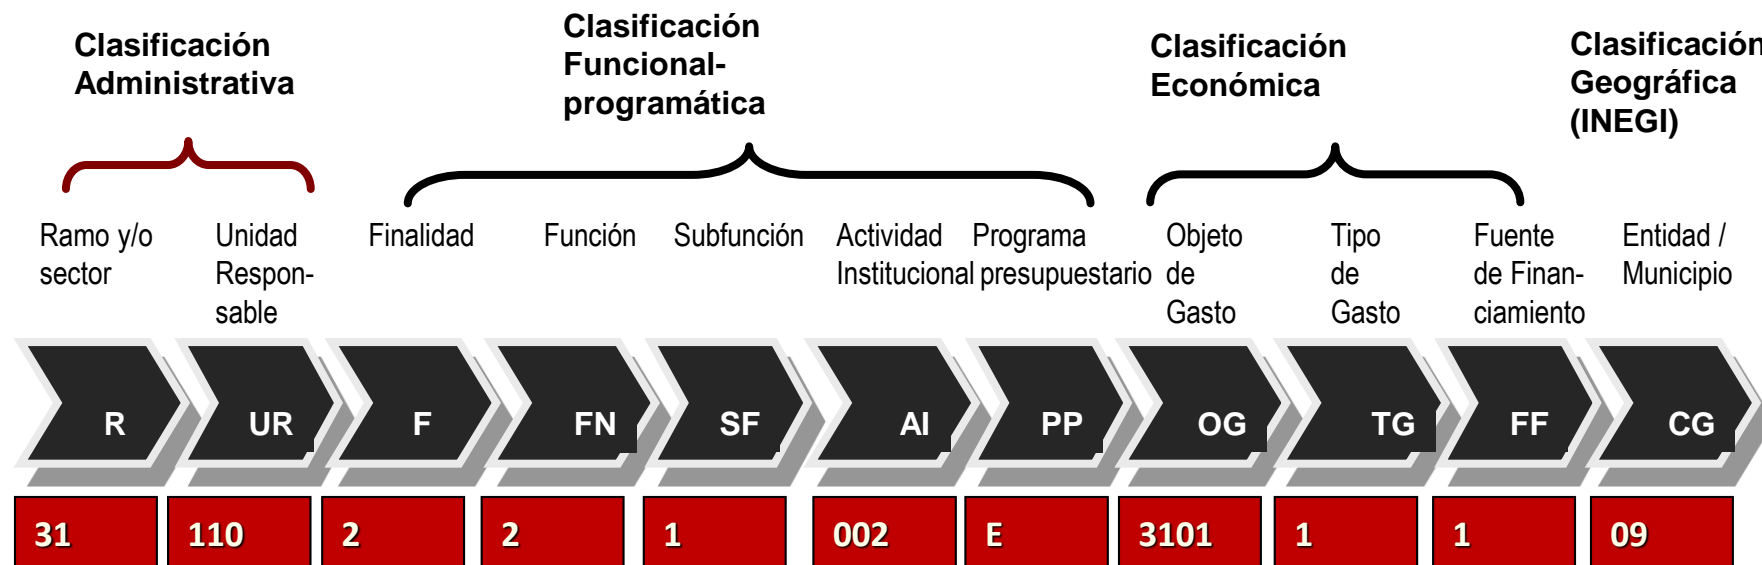 Clasificación
Administrativa
Clasificación
Funcional-
programática
Clasificación
Económica
Clasificación
Geográfica
(INEGI)
Ramo y/o
sector
Unidad
Respon-
sable
Finalidad
Función
Subfunción
Actividad
Institucional
Programa
presupuestario
Objeto
de
Gasto
Tipo
de
Gasto
Fuente
de Finan-
ciamiento
Entidad /
Municipio
R
UR
F
FN
SF
AI
PP
OG
TG
FF
CG
31
110
2
2
1
002
E
3101
1
1
09